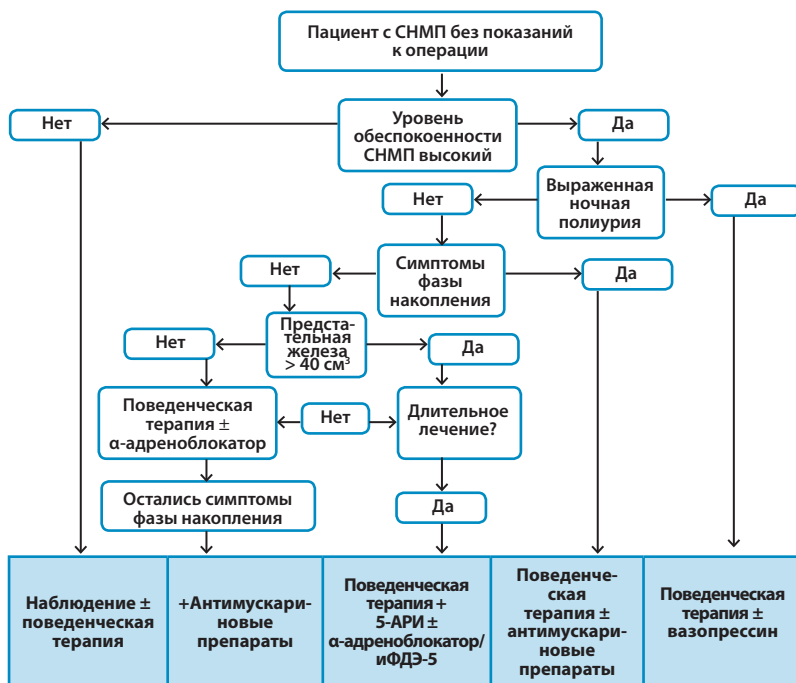 Пациент с СНМП без показаний
к операции
Нет
Уровень
обеспокоенности
СНМП высокий
Да
Нет
Выраженная
ночная
полиурия
Да
Нет
Симптомы
фазы
накопления
Да
Нет
Предста-
тельная
железа
> 40 см³
Да
Поведенческая
терапия ±
α-адреноблокатор
Нет
Длительное
лечение?
Остались симптомы
фазы накопления
Да
Наблюдение ±
поведенческая
терапия
+Антимускари-
новые
препараты
Поведенческая
терапия +
5-АРИ ±
α-адреноблокатор/
иФДЭ-5
Поведенче-
ская
терапия ±
антимускари-
новые
препараты
Поведенческая
терапия ±
вазопрессин